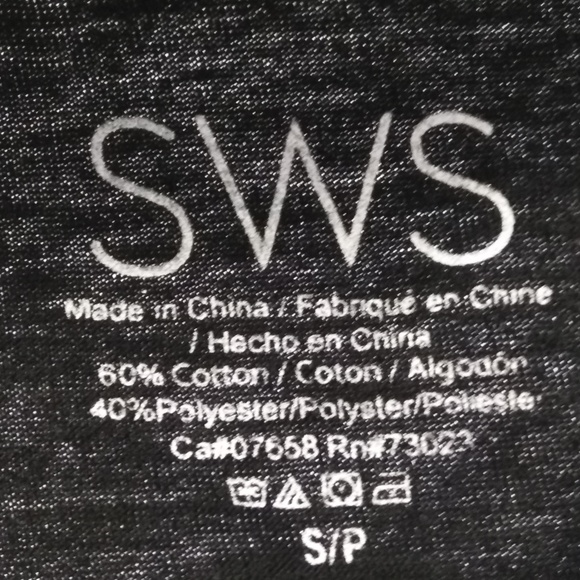 SWS
Made in China / Fabriqué en Chine
/ Hecho en China
60% Cotton / Coton / Algodón
40%Polyester/Polyster/Poliester
Ca#07658 Rn#73023
S/P